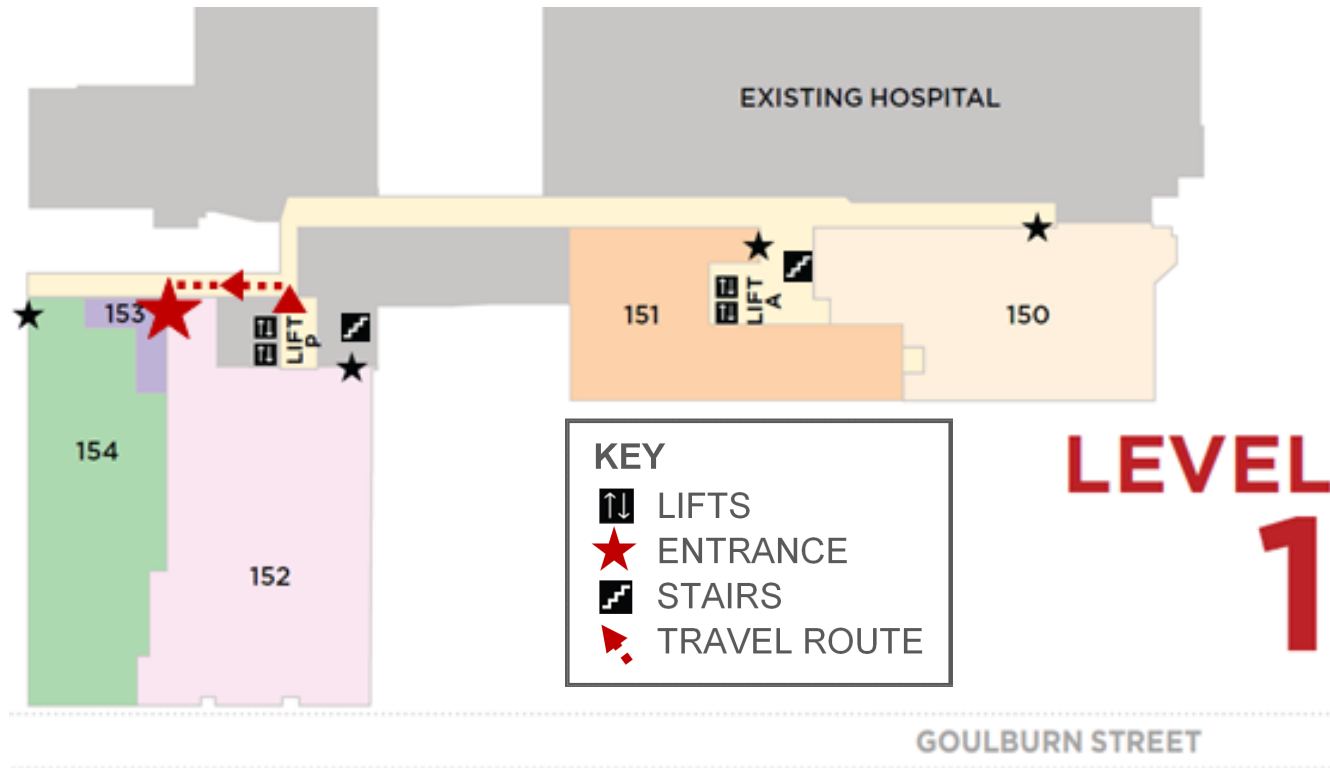 EXISTING HOSPITAL
153
LIFT
P
151
LIFT
A
150
154
152
KEY
LIFTS
ENTRANCE
STAIRS
TRAVEL ROUTE
LEVEL
1
GOULBURN STREET